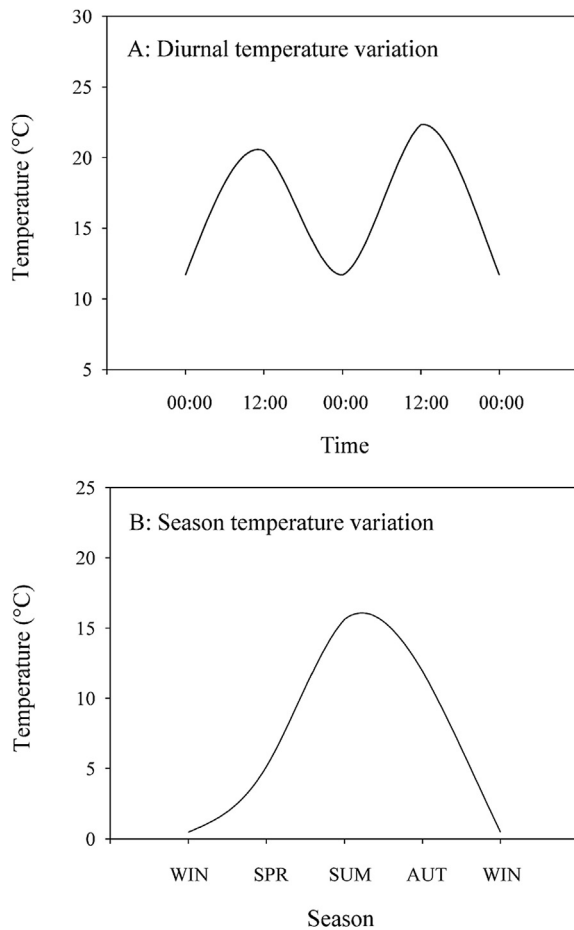 30
A: Diurnal temperature variation
25
20
15
10
5
Temperature (°C)
00:00 12:00 00:00 12:00 00:00
Time
25
B: Season temperature variation
20
15
10
5
0
Temperature (°C)
WIN SPR SUM AUT WIN
Season